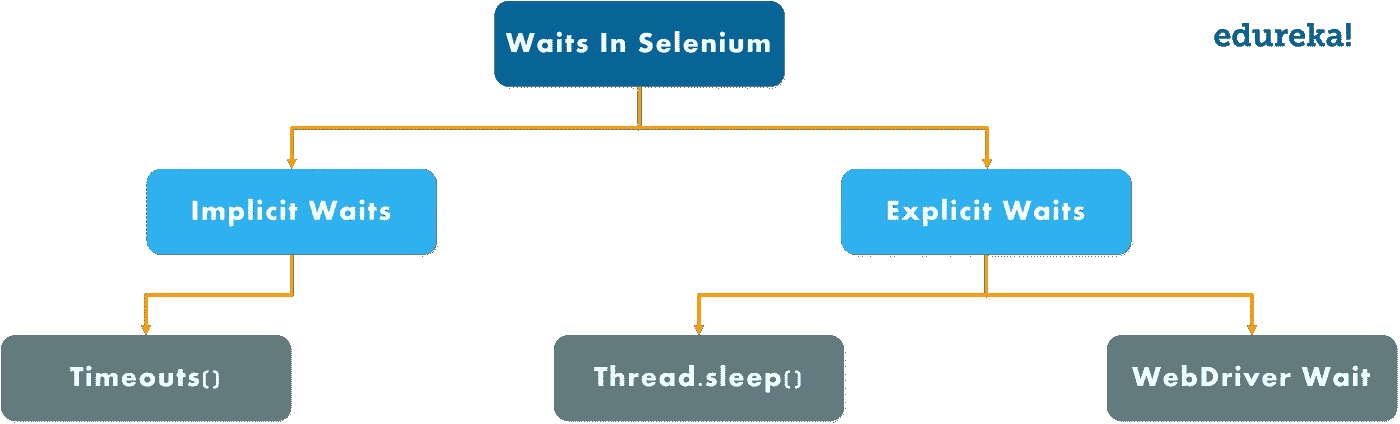 Waits In Selenium
edureka!
Implicit Waits
Explicit Waits
Timeouts()
Thread.sleep()
WebDriver Wait